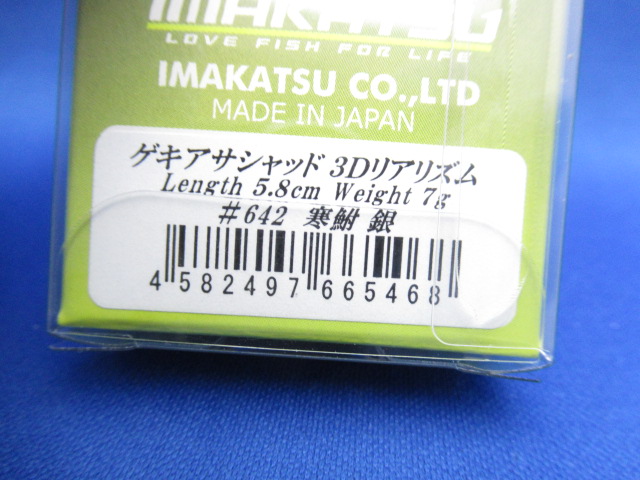 IMAKATSU
LOVE FISH FOR LIFE
IMAKATSU CO.,LTD
MADE IN JAPAN
ゲキアサシャッド 3Dリアリズム
Length 5.8cm Weight 7g
#642 寒鮒 銀
4 582497 665468